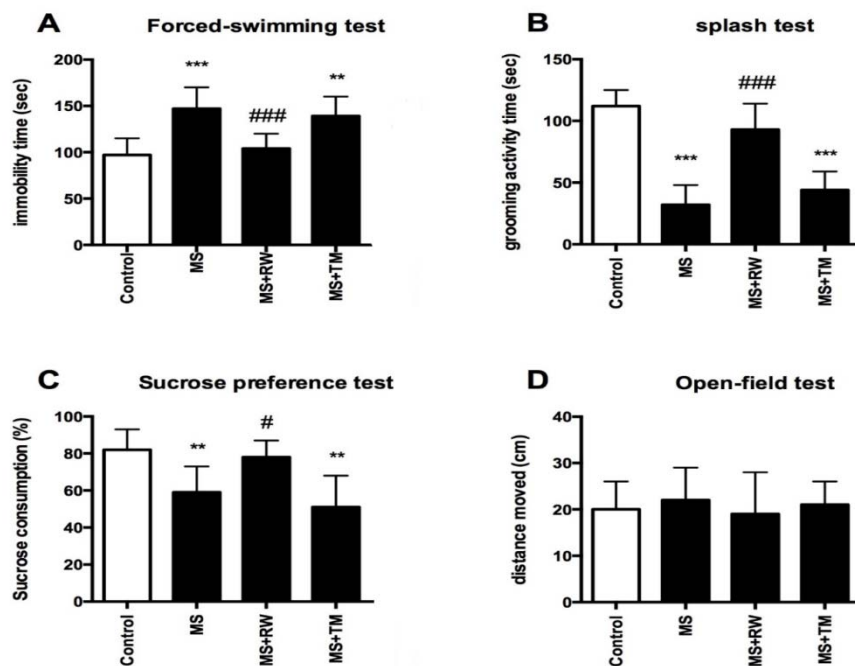 A Forced-swimming test
immobility time (sec)
200
150
100
50
0
***
###
**
Control
MS
MS+RW
MS+TM
B splash test
grooming activity time (sec)
150
100
50
0
***
###
***
Control
MS
MS+RW
MS+TM
C Sucrose preference test
Sucrose consumption (%)
100
80
60
40
20
0
**
#
**
Control
MS
MS+RW
MS+TM
D Open-field test
distance moved (cm)
40
30
20
10
0
Control
MS
MS+RW
MS+TM